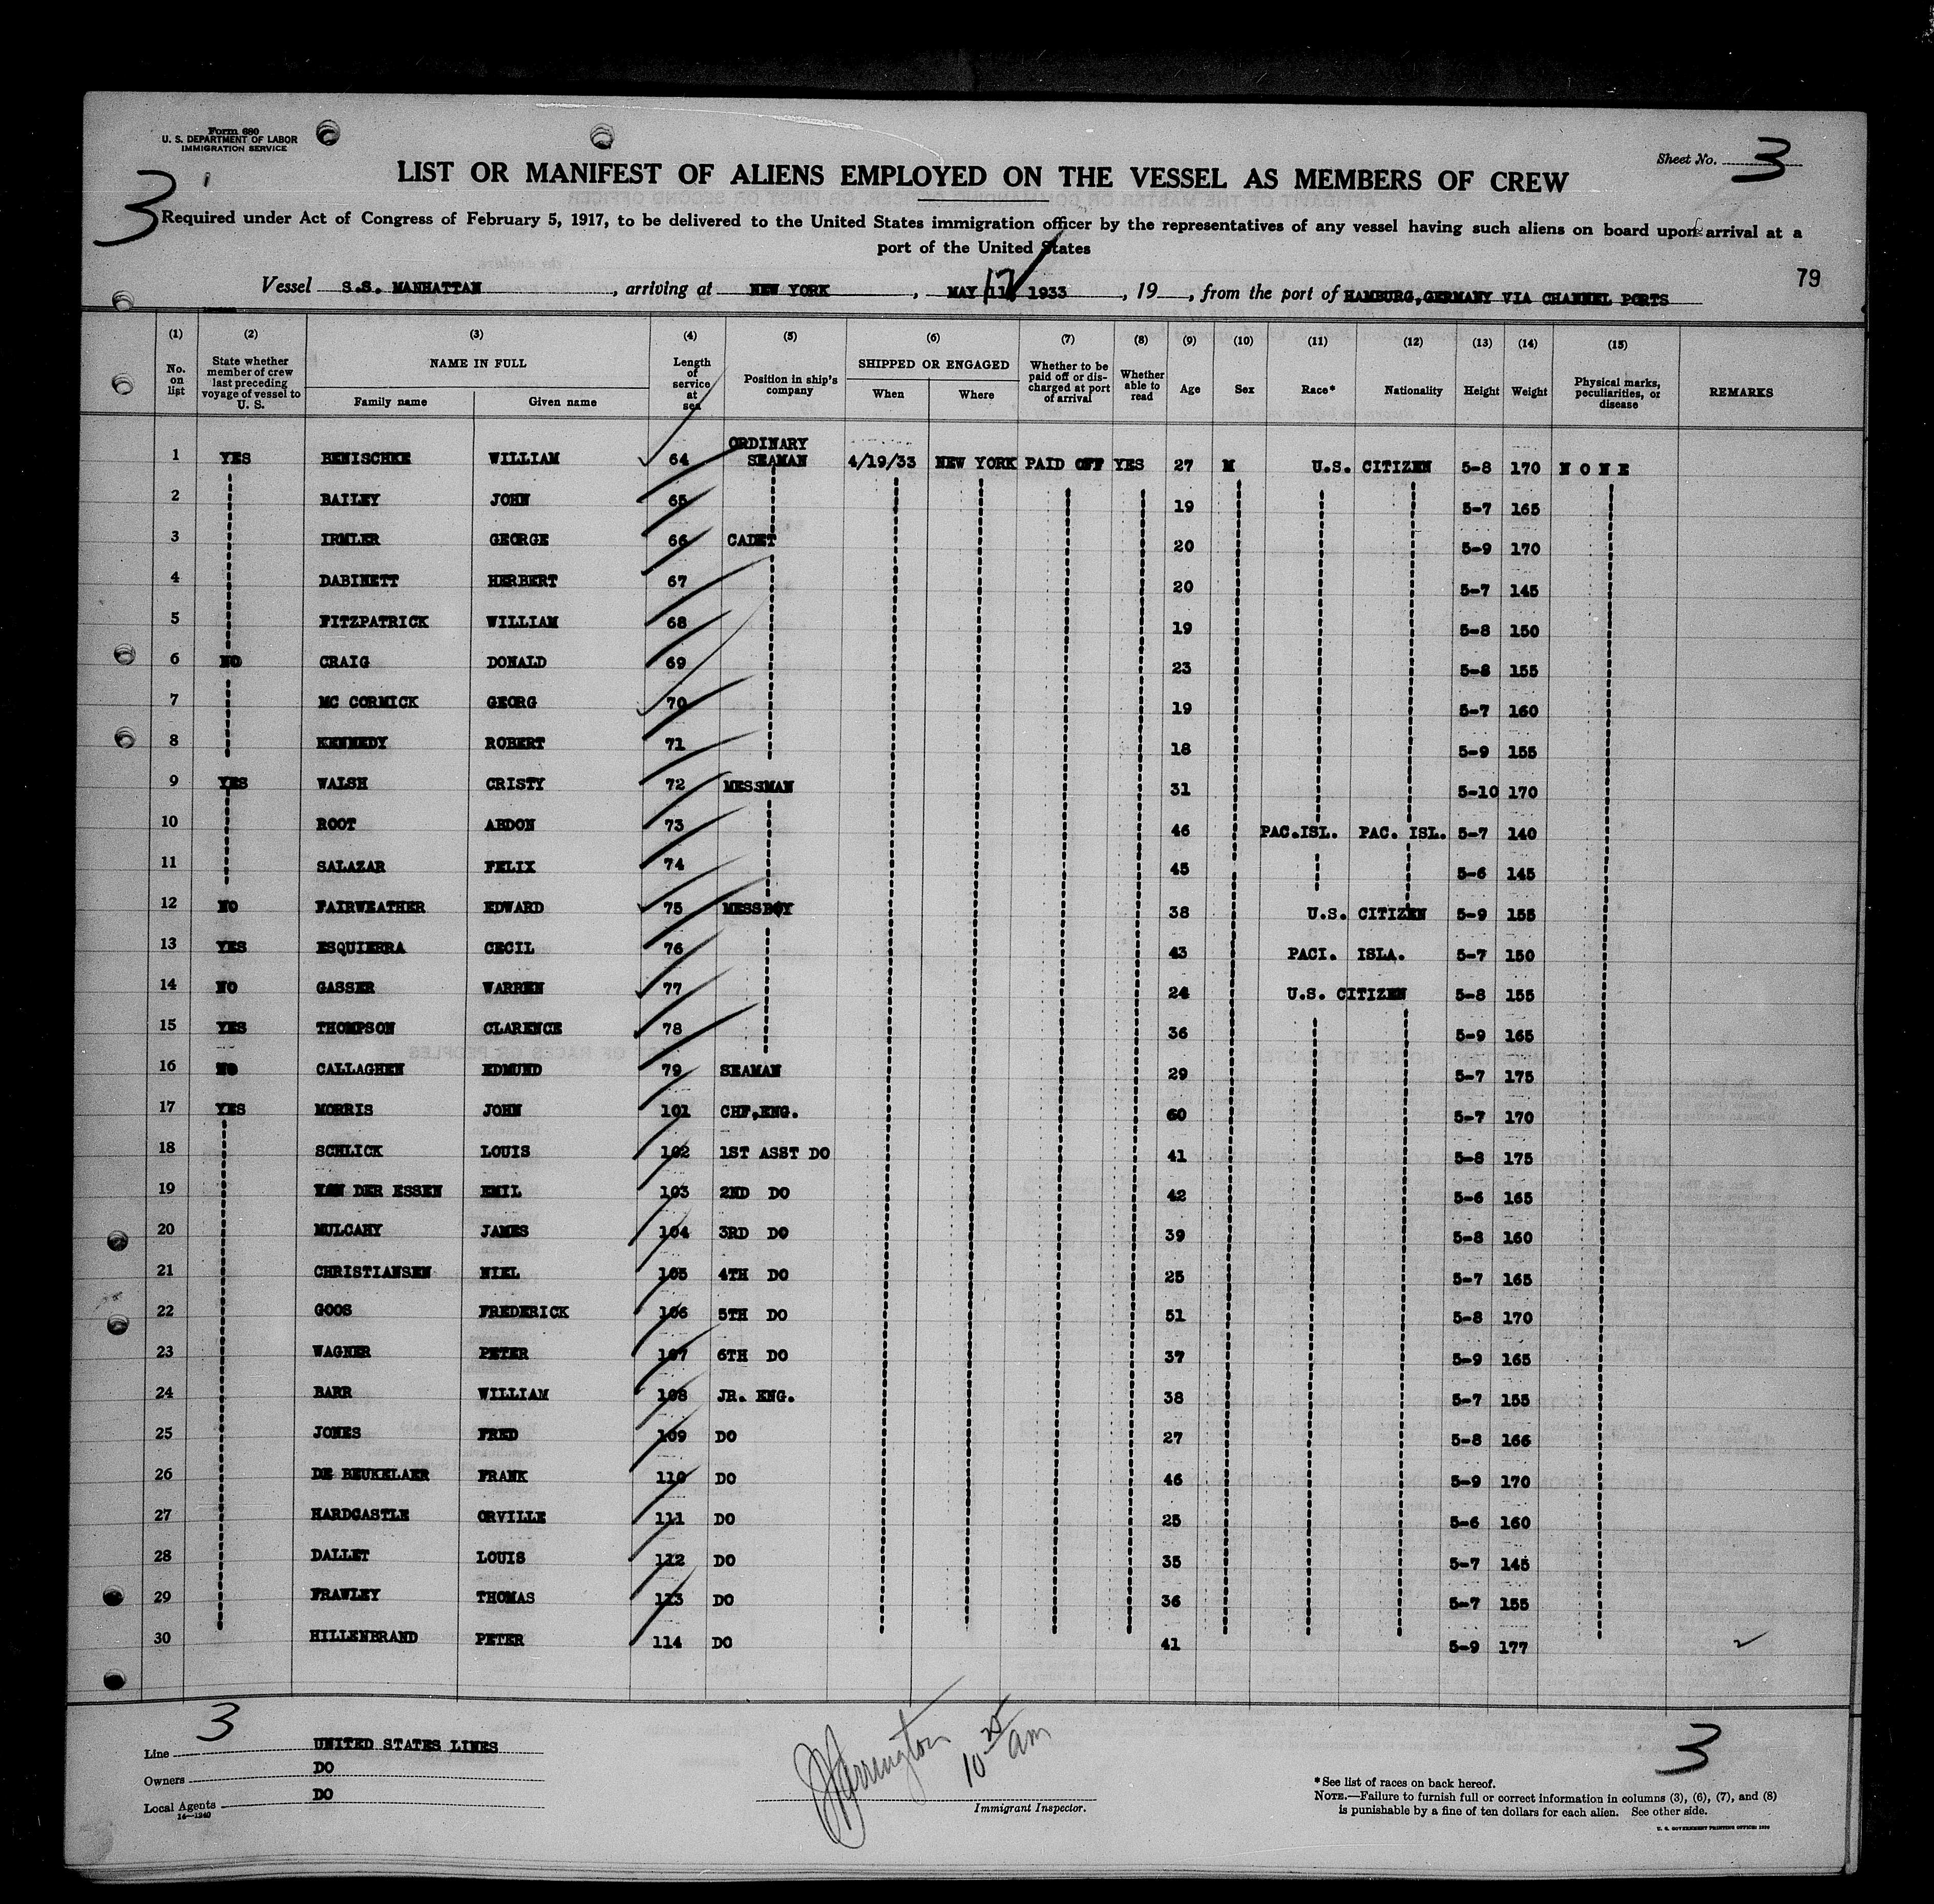 Form 680
U. S. DEPARTMENT OF LABOR
IMMIGRATION SERVICE
Sheet No. 3
3
LIST OR MANIFEST OF ALIENS EMPLOYED ON THE VESSEL AS MEMBERS OF CREW
Required under Act of Congress of February 5, 1917, to be delivered to the United States immigration officer by the representatives of any vessel having such aliens on board upon arrival at a
port of the United States
79
Vessel S.S. MANHATTAN, arriving at NEW YORK, MAY 11 17 1933, 19, from the port of HAMBURG,GERMANY VIA CHANNEL PORTS
(1) (2) (3) (4) (5) (6) (7) (8) (9) (10) (11) (12) (13) (14) (15)
No. on list | State whether member of crew last preceding voyage of vessel to U. S. | NAME IN FULL | Family name | Given name | Length of service at sea | Position in ship's company | SHIPPED OR ENGAGED | When | Where | Whether to be paid off or discharged at port of arrival | Whether able to read | Age | Sex | Race* | Nationality | Height | Weight | Physical marks, peculiarities, or disease | REMARKS
1 YES BENISCHKE WILLIAM 64 ORDINARY SEAMAN 4/19/33 NEW YORK PAID OFF YES 27 M U.S. CITIZEN 5-8 170 N O N E
2 BAILEY JOHN 65 19 5-7 165
3 IRMLER GEORGE 66 CADET 20 5-9 170
4 DABINETT HERBERT 67 20 5-7 145
5 FITZPATRICK WILLIAM 68 19 5-8 150
6 NO CRAIG DONALD 69 23 5-8 155
7 MC CORMICK GEORG 70 19 5-7 160
8 KENNEDY ROBERT 71 18 5-9 155
9 YES WALSH CRISTY 72 MESSMAN 31 5-10 170
10 ROOT ABDON 73 46 PAC.ISL. PAC. ISL. 5-7 140
11 SALAZAR FELIX 74 45 5-6 145
12 NO FAIRWEATHER EDWARD 75 MESSBOY 38 U.S. CITIZEN 5-9 155
13 YES ESQUIERRA CECIL 76 43 PACI. ISLA. 5-7 150
14 NO GASSER WARREN 77 24 U.S. CITIZEN 5-8 155
15 YES THOMPSON CLARENCE 78 36 5-9 165
16 NO CALLAGHEN EDMUND 79 SEAMAN 29 5-7 175
17 YES MORRIS JOHN 101 CHF.ENG. 60 5-7 170
18 SCHLICK LOUIS 102 1ST ASST DO 41 5-8 175
19 VAN DER ESSEN EMIL 103 2ND DO 42 5-6 165
20 MULCAHY JAMES 104 3RD DO 39 5-8 160
21 CHRISTIANSEN NIEL 105 4TH DO 25 5-7 165
22 GOOS FREDERICK 106 5TH DO 51 5-8 170
23 WAGNER PETER 107 6TH DO 37 5-9 165
24 BARR WILLIAM 108 JR. ENG. 38 5-7 155
25 JONES FRED 109 DO 27 5-8 166
26 DE BEUKELAER FRANK 110 DO 46 5-9 170
27 HARDCASTLE ORVILLE 111 DO 25 5-6 160
28 DALLET LOUIS 112 DO 35 5-7 145
29 FRAWLEY THOMAS 113 DO 36 5-7 155
30 HILLENBRAND PETER 114 DO 41 5-9 177
3
Line UNITED STATES LINES
Owners DO
Local Agents DO
14—1240
10 25 am
Immigrant Inspector.
3
*See list of races on back hereof.
NOTE.—Failure to furnish full or correct information in columns (3), (6), (7), and (8)
is punishable by a fine of ten dollars for each alien. See other side.